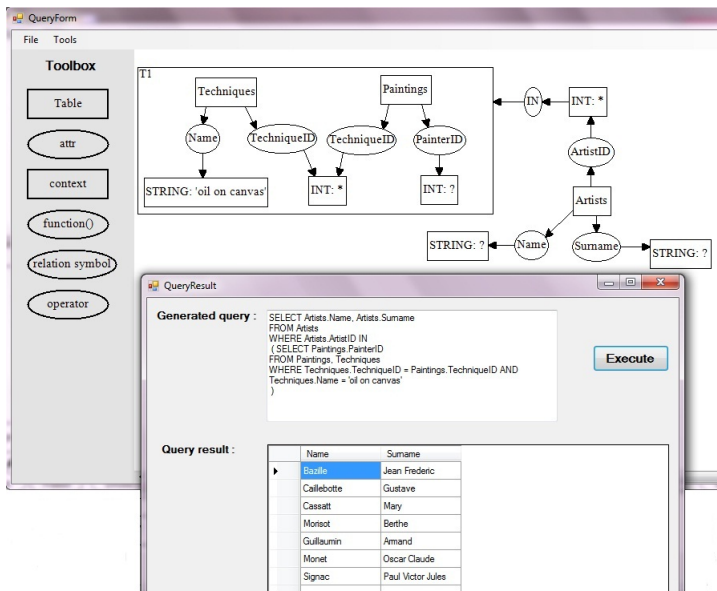 QueryForm
File Tools
Toolbox
Table
attr
context
function()
relation symbol
operator
T1
Techniques
Paintings
Name
TechniqueID
TechniqueID
PainterID
STRING: 'oil on canvas'
INT: *
INT: ?
IN
INT: *
ArtistID
Artists
STRING: ?
Name
Surname
STRING: ?
QueryResult
Generated query :
SELECT Artists.Name, Artists.Surname
FROM Artists
WHERE Artists.ArtistID IN
( SELECT Paintings.PainterID
FROM Paintings, Techniques
WHERE Techniques.TechniqueID = Paintings.TechniqueID AND
Techniques.Name = 'oil on canvas'
)
Execute
Query result :
Name Surname
Bazille Jean Frederic
Caillebotte Gustave
Cassatt Mary
Morisot Berthe
Guillaumin Armand
Monet Oscar Claude
Signac Paul Victor Jules